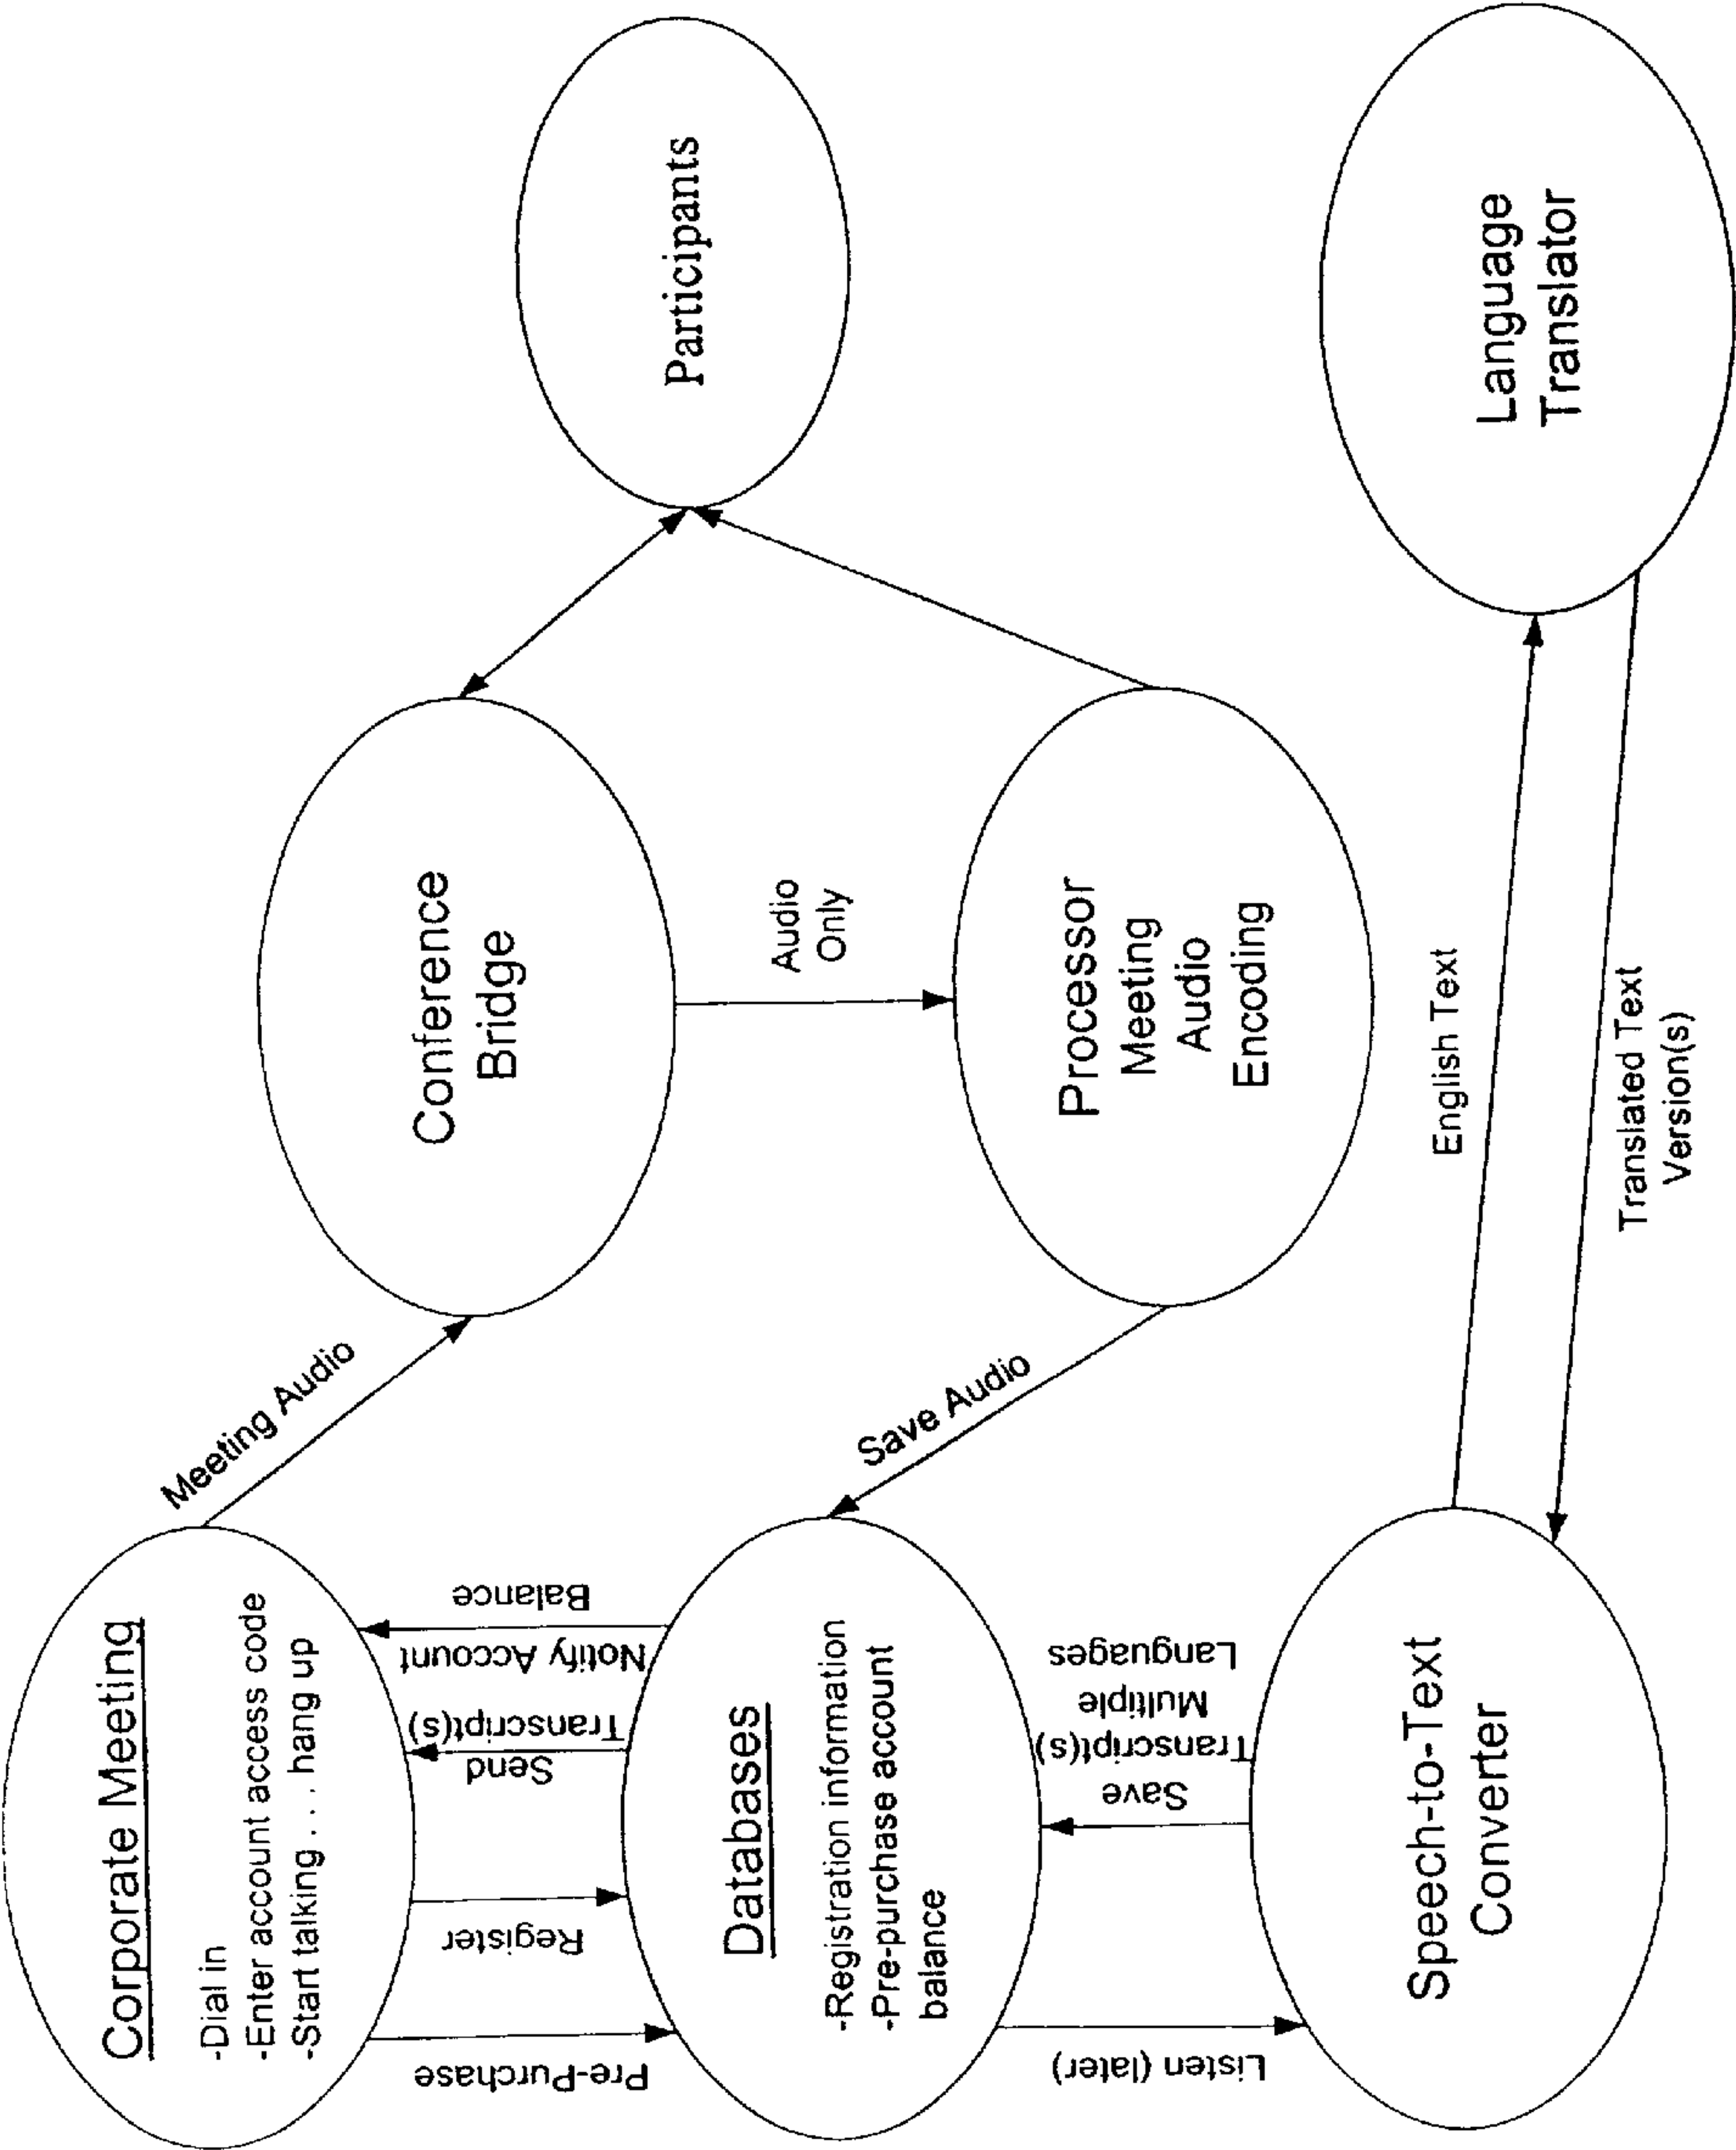 Corporate Meeting
-Dial in
-Enter account access code
-Start talking . . . hang up
Meeting Audio
Conference
Bridge
Participants
Pre-Purchase
Register
Send
Transcript(s)
Notify Account
Balance
Audio
Only
Databases
-Registration information
-Pre-purchase account
balance
Save Audio
Processor
Meeting
Audio
Encoding
Listen (later)
Save
Transcript(s)
Multiple
Languages
Speech-to-Text
Converter
English Text
Translated Text
Version(s)
Language
Translator